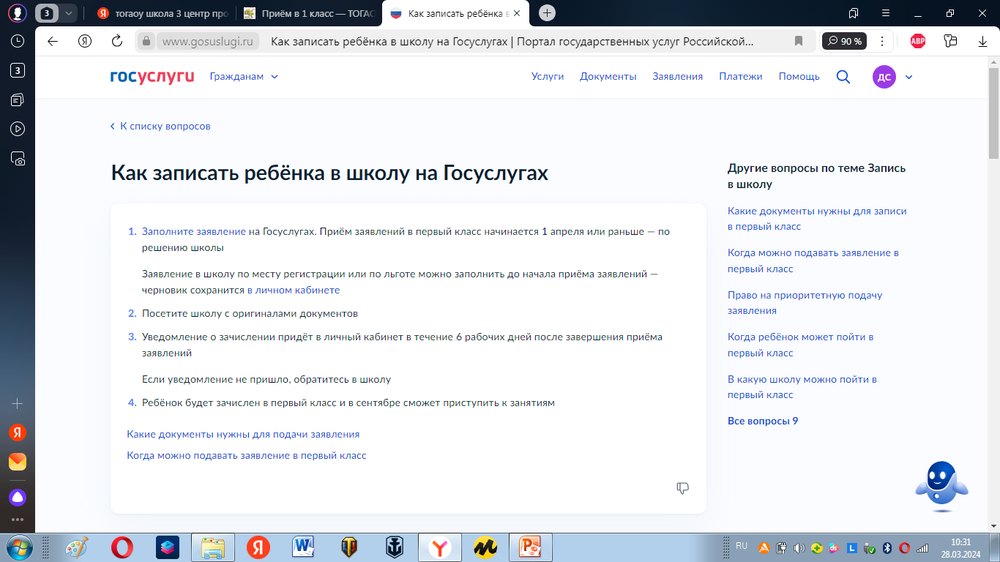 3
тогаоу школа 3 центр про
Приём в 1 класс — ТОГАО
Как записать ребёнка в
www.gosuslugi.ru
Как записать ребёнка в школу на Госуслугах | Портал государственных услуг Российской...
90 %
ABP
3
госуслуги
Гражданам
Услуги
Документы
Заявления
Платежи
Помощь
ДС
К списку вопросов
Как записать ребёнка в школу на Госуслугах
1. Заполните заявление на Госуслугах. Приём заявлений в первый класс начинается 1 апреля или раньше — по
решению школы
Заявление в школу по месту регистрации или по льготе можно заполнить до начала приёма заявлений —
черновик сохранится в личном кабинете
2. Посетите школу с оригиналами документов
3. Уведомление о зачислении придёт в личный кабинет в течение 6 рабочих дней после завершения приёма
заявлений
Если уведомление не пришло, обратитесь в школу
4. Ребёнок будет зачислен в первый класс и в сентябре сможет приступить к занятиям
Какие документы нужны для подачи заявления
Когда можно подавать заявление в первый класс
Другие вопросы по теме Запись
в школу
Какие документы нужны для записи
в первый класс
Когда можно подавать заявление в
первый класс
Право на приоритетную подачу
заявления
Когда ребёнок может пойти в
первый класс
В какую школу можно пойти в
первый класс
Все вопросы 9
RU
10:31
28.03.2024